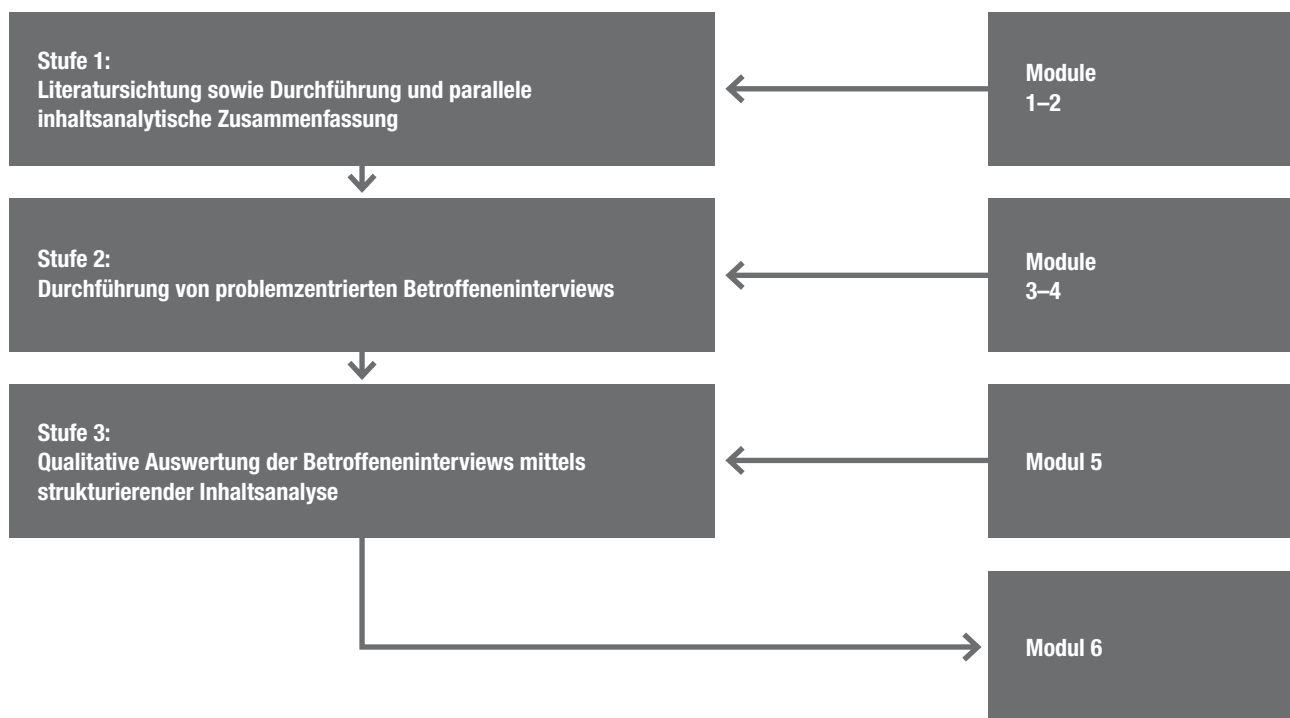 Stufe 1:
Literatursichtung sowie Durchführung und parallele
inhaltsanalytische Zusammenfassung
Module
1–2
Stufe 2:
Durchführung von problemzentrierten Betroffeneninterviews
Module
3–4
Stufe 3:
Qualitative Auswertung der Betroffeneninterviews mittels
strukturierender Inhaltsanalyse
Modul 5
Modul 6